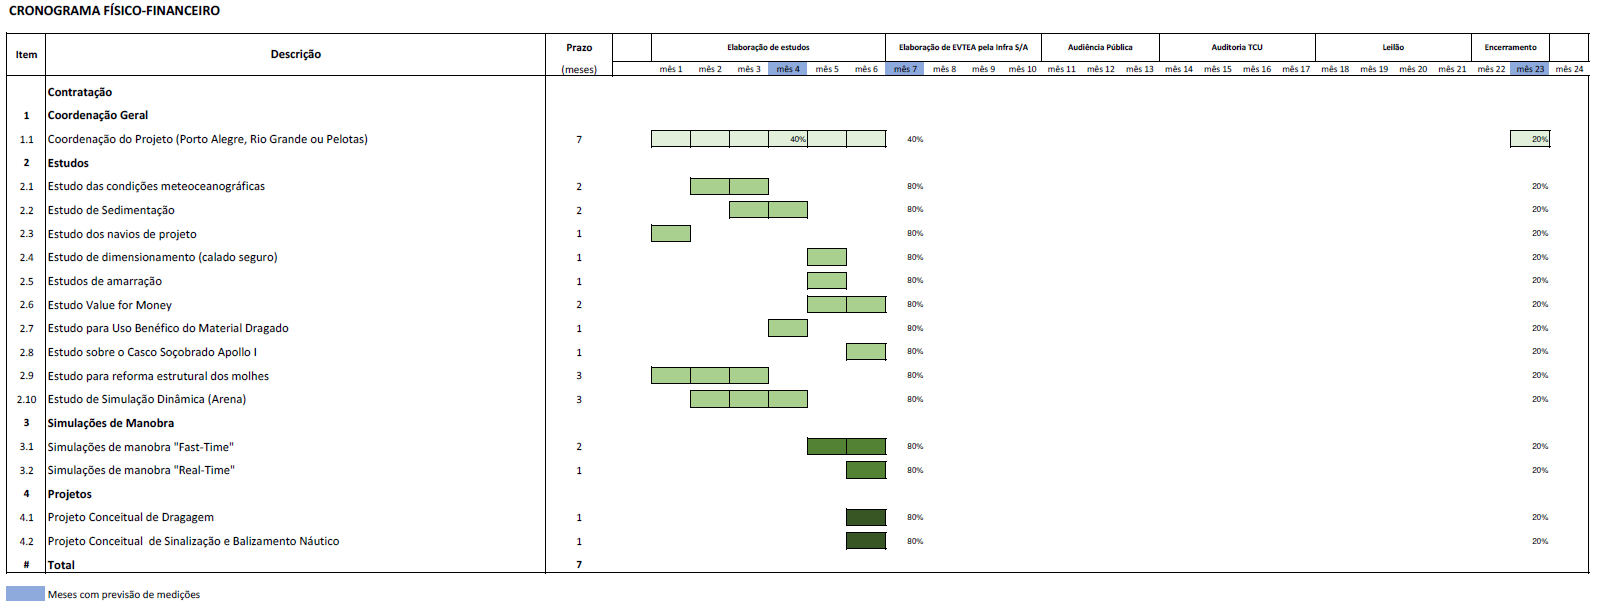 CRONOGRAMA FÍSICO-FINANCEIRO
Item Descrição Prazo (meses) Elaboração de estudos Elaboração de EVTEA pela Infra S/A Audiência Pública Auditoria TCU Leilão Encerramento
mês 1 mês 2 mês 3 mês 4 mês 5 mês 6 mês 7 mês 8 mês 9 mês 10 mês 11 mês 12 mês 13 mês 14 mês 15 mês 16 mês 17 mês 18 mês 19 mês 20 mês 21 mês 22 mês 23 mês 24
Contratação
1 Coordenação Geral
1.1 Coordenação do Projeto (Porto Alegre, Rio Grande ou Pelotas) 7 40% 40% 20%
2 Estudos
2.1 Estudo das condições meteoceanográficas 2 80% 20%
2.2 Estudo de Sedimentação 2 80% 20%
2.3 Estudo dos navios de projeto 1 80% 20%
2.4 Estudo de dimensionamento (calado seguro) 1 80% 20%
2.5 Estudos de amarração 1 80% 20%
2.6 Estudo Value for Money 2 80% 20%
2.7 Estudo para Uso Benéfico do Material Dragado 1 80% 20%
2.8 Estudo sobre o Casco Soçobrado Apollo I 1 80% 20%
2.9 Estudo para reforma estrutural dos molhes 3 80% 20%
2.10 Estudo de Simulação Dinâmica (Arena) 3 80% 20%
3 Simulações de Manobra
3.1 Simulações de manobra "Fast-Time" 2 80% 20%
3.2 Simulações de manobra "Real-Time" 1 80% 20%
4 Projetos
4.1 Projeto Conceitual de Dragagem 1 80% 20%
4.2 Projeto Conceitual de Sinalização e Balizamento Náutico 1 80% 20%
# Total 7
Meses com previsão de medições